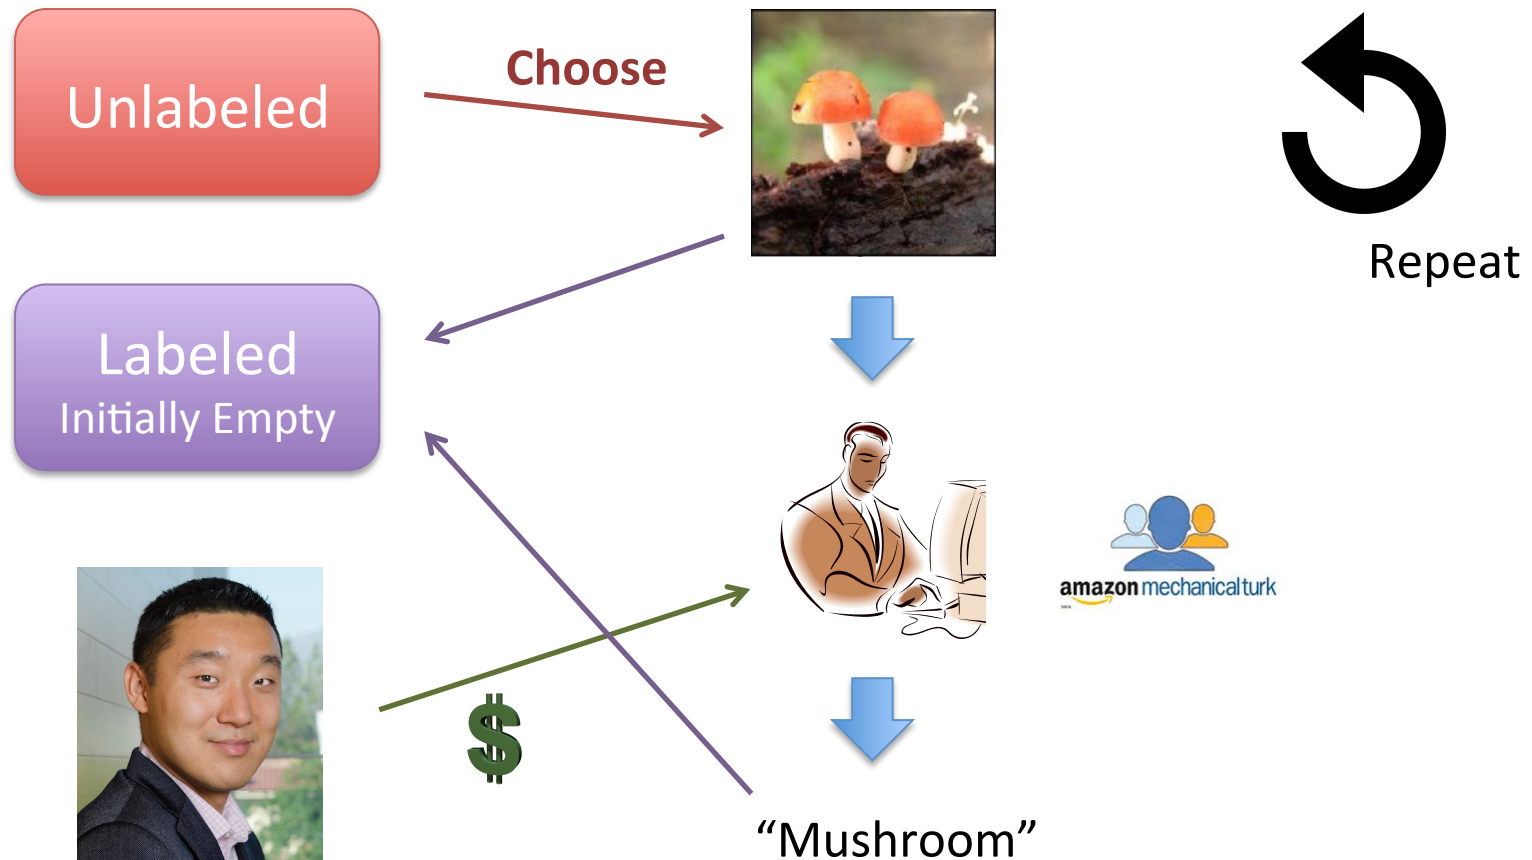 Unlabeled
Choose
Repeat
Labeled
Initially Empty
amazon mechanical turk
$
“Mushroom”